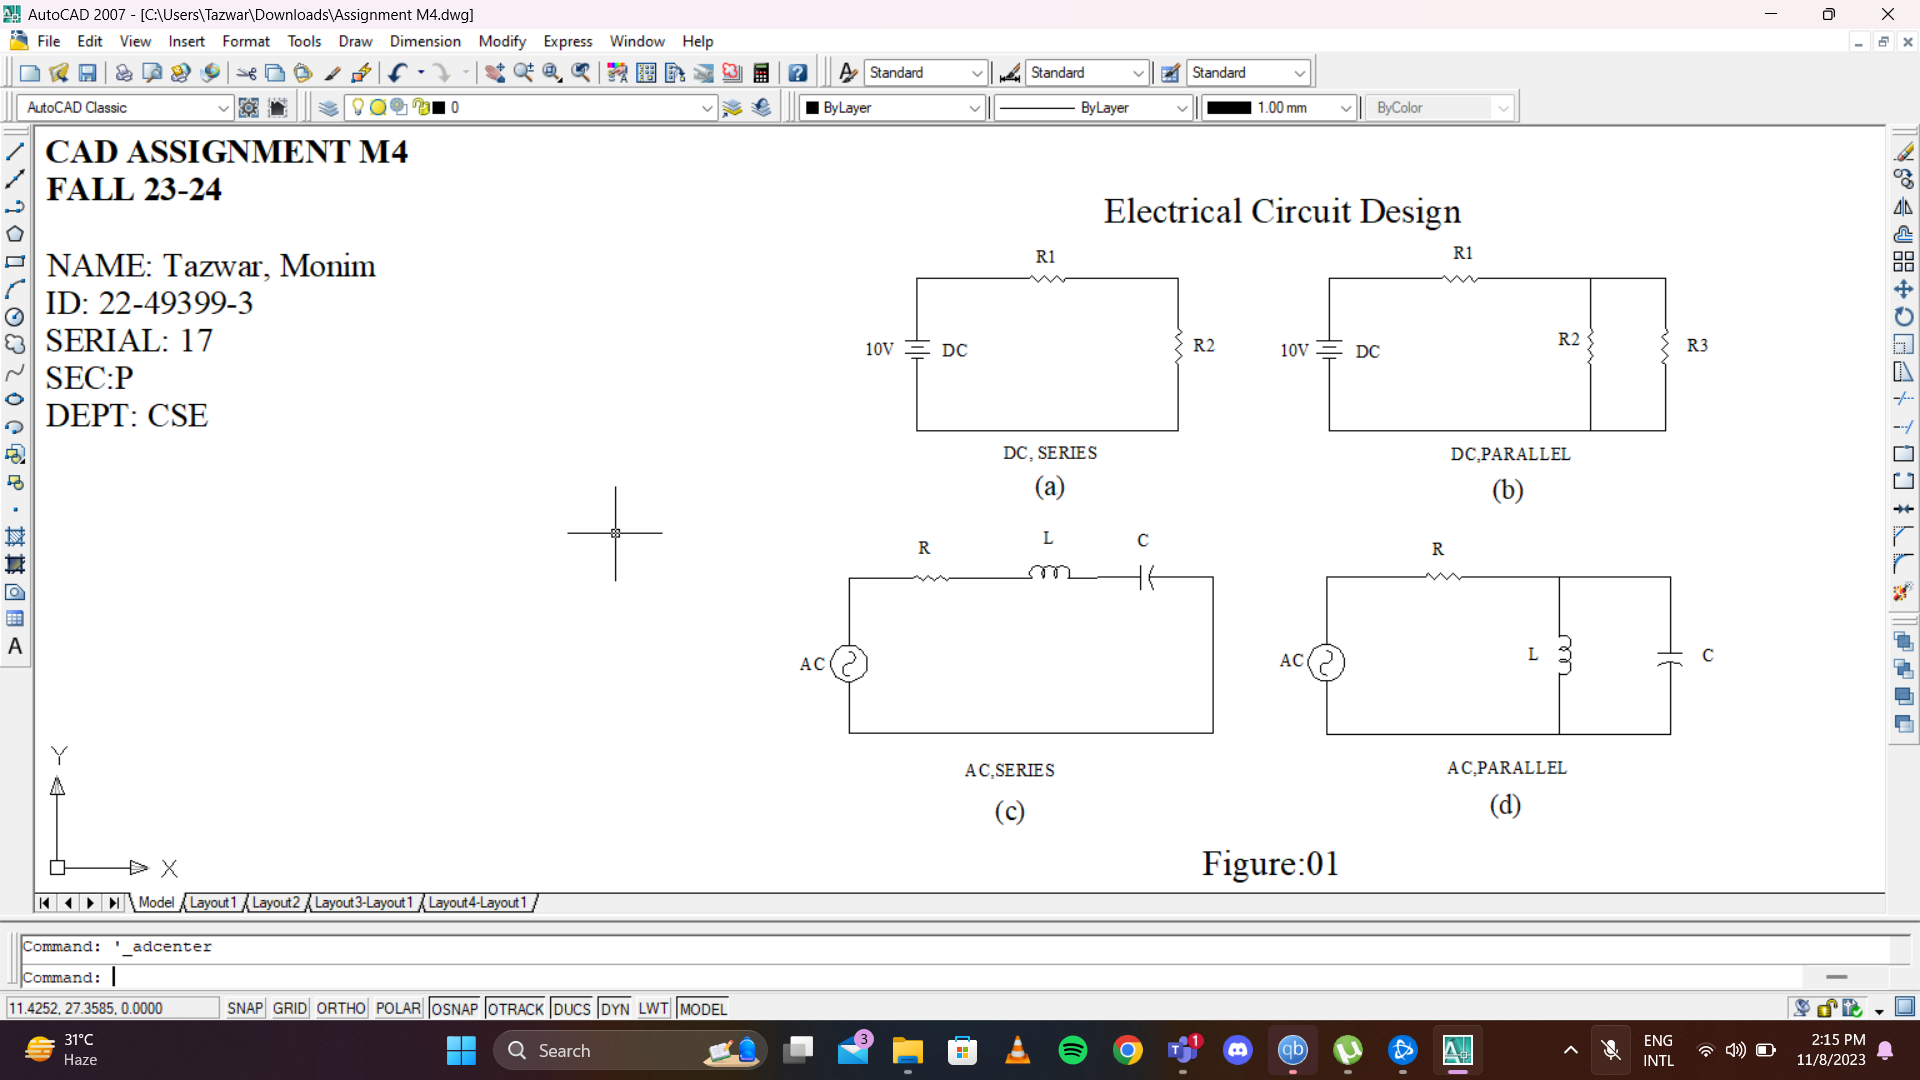 AutoCAD 2007 - [C:\Users\Tazwar\Downloads\Assignment M4.dwg]
File Edit View Insert Format Tools Draw Dimension Modify Express Window Help
Standard Standard Standard
AutoCAD Classic 0 ByLayer ByLayer 1.00 mm ByColor
CAD ASSIGNMENT M4
FALL 23-24
NAME: Tazwar, Monim
ID: 22-49399-3
SERIAL: 17
SEC:P
DEPT: CSE
Electrical Circuit Design
R1
10V DC R2
DC, SERIES
(a)
R1
10V DC R2 R3
DC,PARALLEL
(b)
R L C
AC
AC,SERIES
(c)
R
AC L C
AC,PARALLEL
(d)
Figure:01
Y
X
A
Model Layout1 Layout2 Layout3-Layout1 Layout4-Layout1
Command: '_adcenter
Command:
11.4252, 27.3585, 0.0000 SNAP GRID ORTHO POLAR OSNAP OTRACK DUCS DYN LWT MODEL
31°C
Haze
Search
3
1
qb
ENG
INTL
2:15 PM
11/8/2023